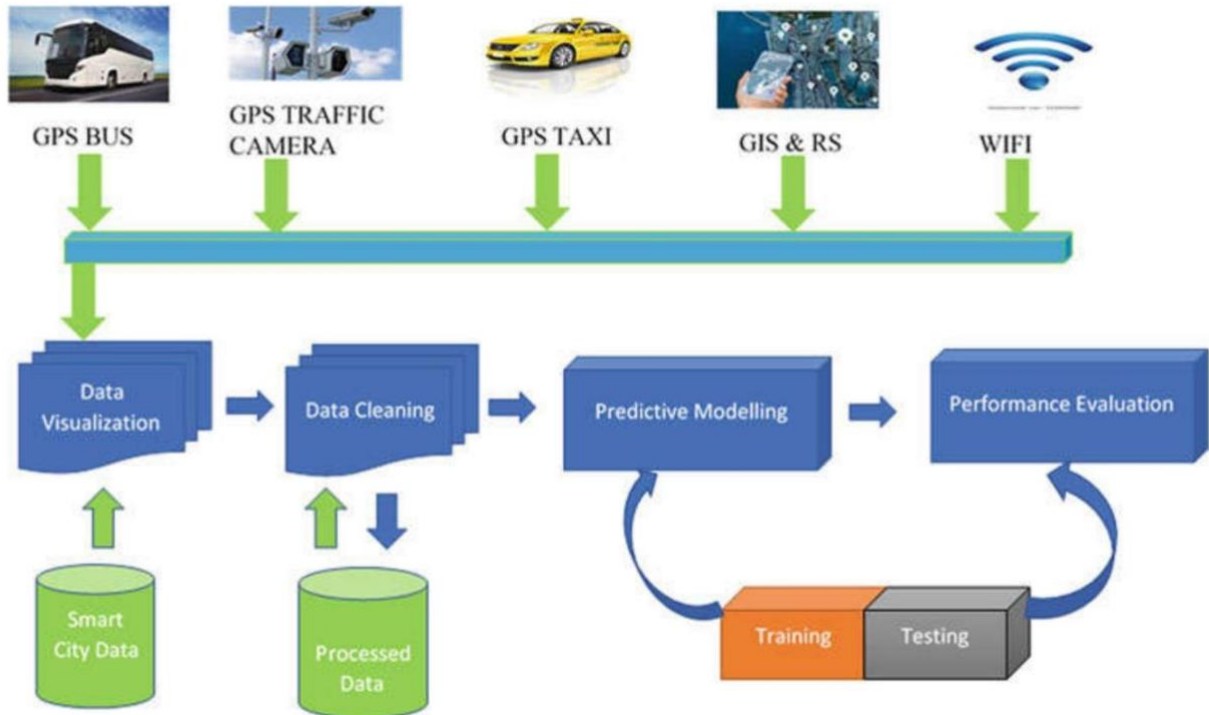 GPS BUS
GPS TRAFFIC
CAMERA
GPS TAXI
GIS & RS
WIFI
Data
Visualization
Data Cleaning
Predictive Modelling
Performance Evaluation
Smart
City Data
Processed
Data
Training
Testing